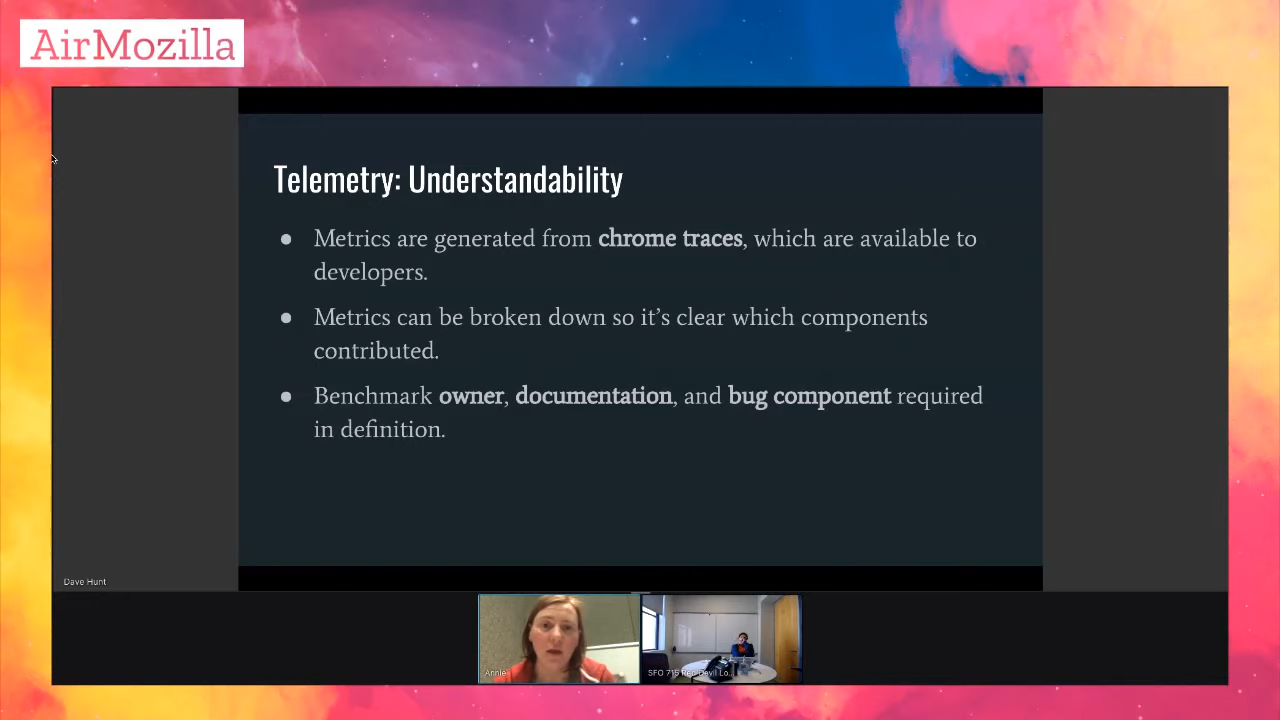 AirMozilla
Telemetry: Understandability
● Metrics are generated from chrome traces, which are available to
developers.
● Metrics can be broken down so it's clear which components
contributed.
● Benchmark owner, documentation, and bug component required
in definition.
Dave Hunt
Annie
SFO 715 Red Devil Lo...